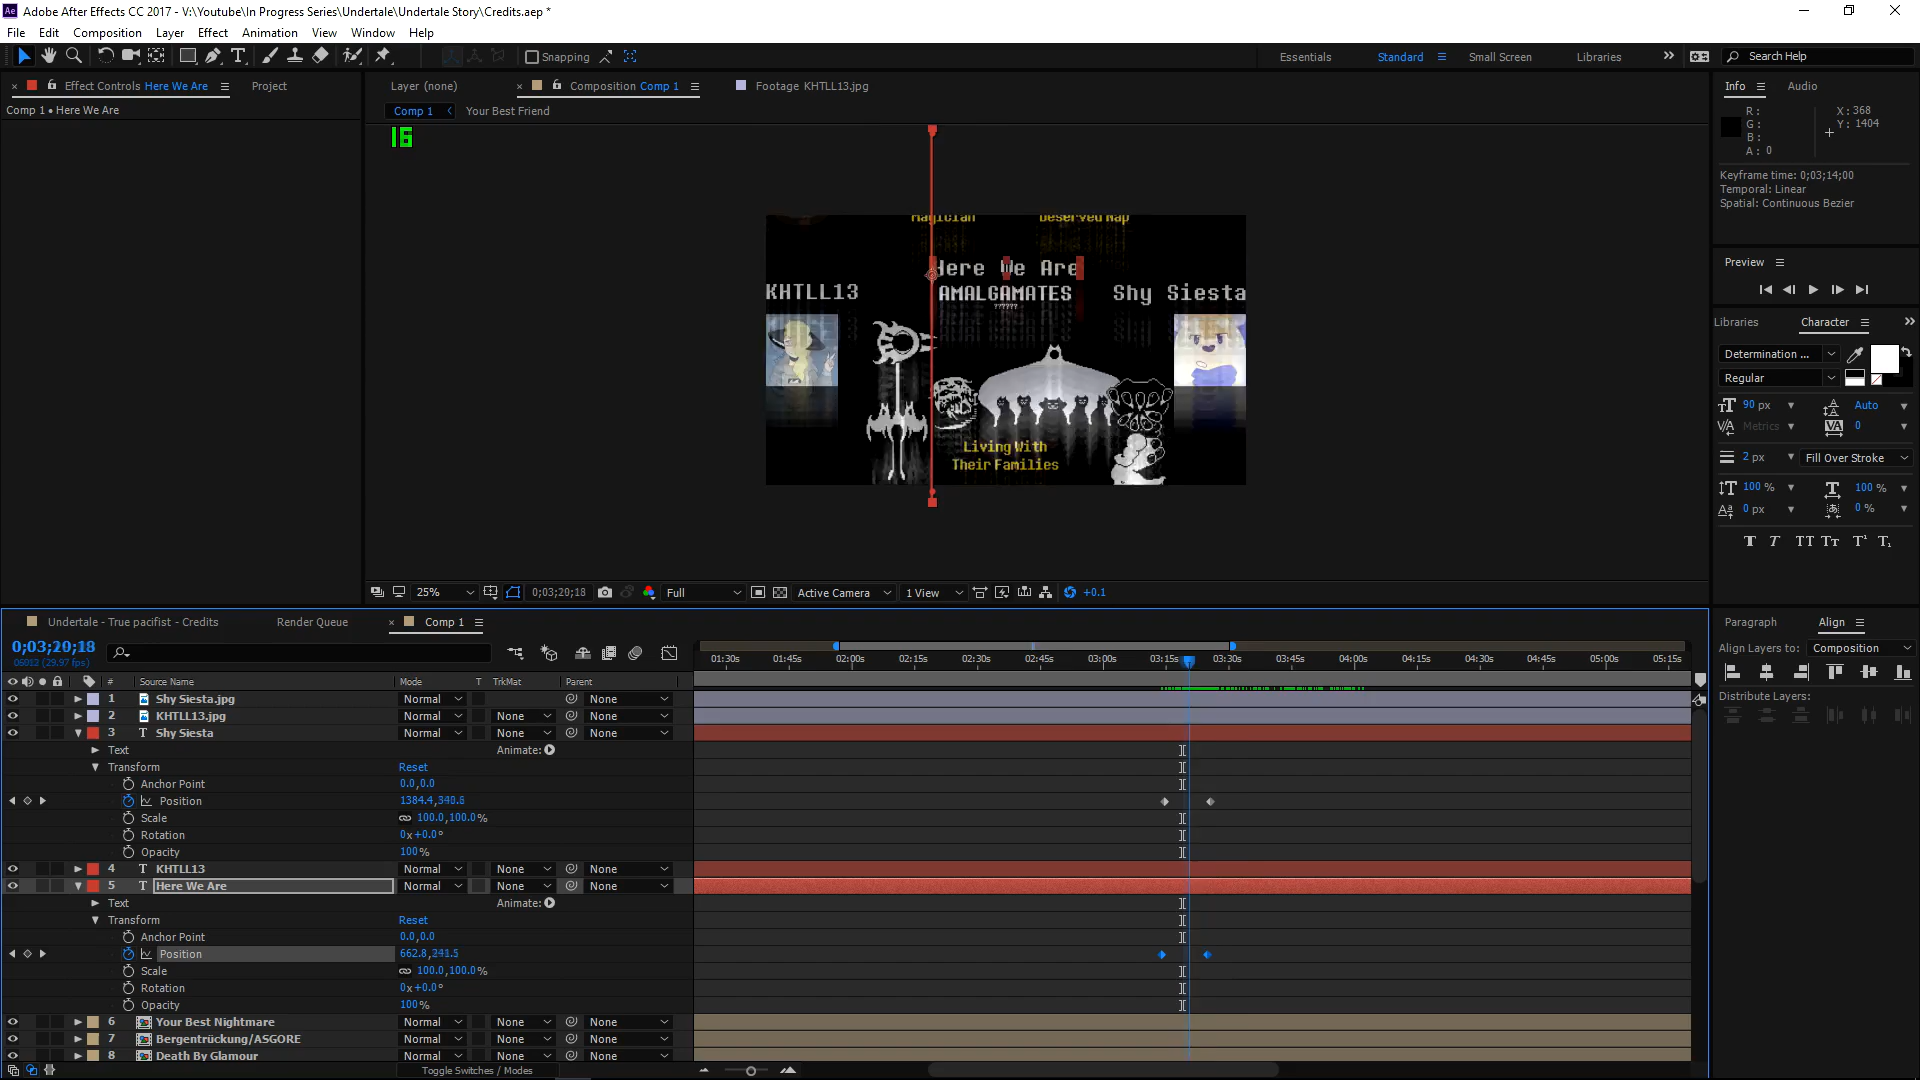 Adobe After Effects CC 2017 - V:\Youtube\In Progress Series\Undertale\Undertale Story\Credits.aep *
File Edit Composition Layer Effect Animation View Window Help
Snapping Essentials Standard Small Screen Libraries Search Help
Effect Controls Here We Are Project
Comp 1 • Here We Are
Layer (none) Composition Comp 1 Footage KHTLL13.jpg
Comp 1 Your Best Friend
16
Magician Deserved Nap
Here We Are
KHTLL13 AMALGAMATES Shy Siesta
??????
Living With
Their Families
25% 0;03;20;18 Full Active Camera 1 View +0.1
Info Audio
R : X : 368
G : Y : 1404
B :
A : 0
Keyframe time: 0;03;14;00
Temporal: Linear
Spatial: Continuous Bezier
Preview
Libraries Character
Determination ...
Regular
90 px Auto
Metrics 0
2 px Fill Over Stroke
100 % 100 %
0 px 0 %
Paragraph Align
Align Layers to: Composition
Distribute Layers:
Undertale - True pacifist - Credits Render Queue Comp 1
0;03;20;18
06012 (29.97 fps)
01:30s 01:45s 02:00s 02:15s 02:30s 02:45s 03:00s 03:15s 03:30s 03:45s 04:00s 04:15s 04:30s 04:45s 05:00s 05:15s
# Source Name Mode T TrkMat Parent
1 Shy Siesta.jpg Normal None
2 KHTLL13.jpg Normal None None
3 T Shy Siesta Normal None None
Text Animate:
Transform Reset
Anchor Point 0.0,0.0
Position 1384.4,340.6
Scale 100.0,100.0%
Rotation 0x+0.0°
Opacity 100%
4 T KHTLL13 Normal None None
5 T Here We Are Normal None None
Text Animate:
Transform Reset
Anchor Point 0.0,0.0
Position 662.8,241.5
Scale 100.0,100.0%
Rotation 0x+0.0°
Opacity 100%
6 Your Best Nightmare Normal None None
7 Bergentrückung/ASGORE Normal None None
8 Death By Glamour Normal None None
Toggle Switches / Modes